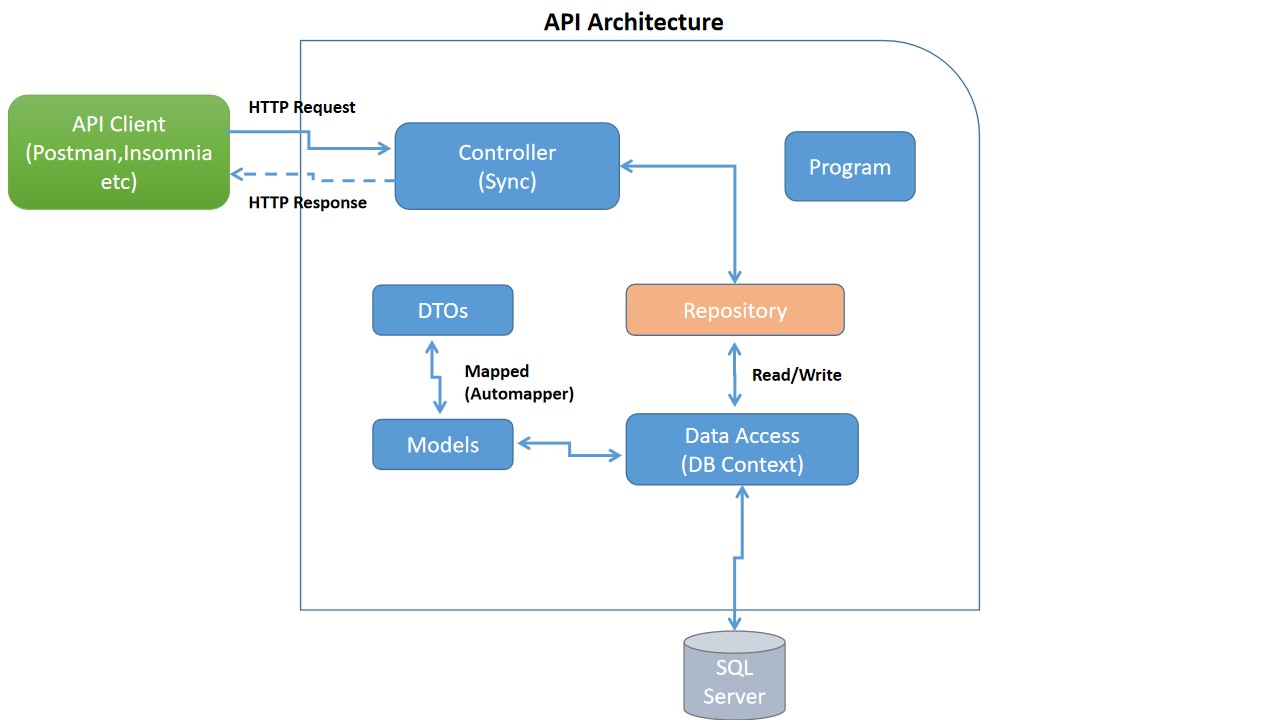 API Architecture
HTTP Request
API Client
(Postman,Insomnia
etc)
HTTP Response
Controller
(Sync)
Program
DTOs
Repository
Mapped
(Automapper)
Read/Write
Models
Data Access
(DB Context)
SQL
Server